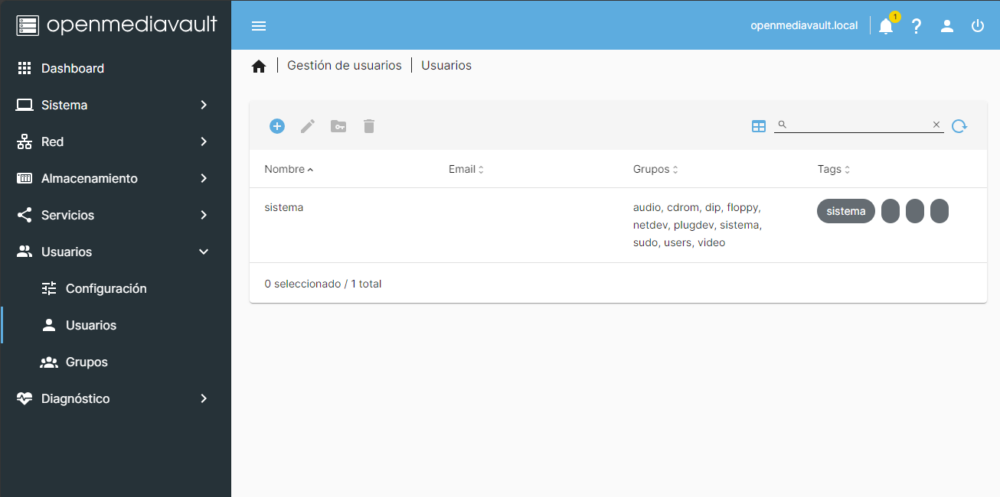 openmediavault
openmediavault.local
1
Dashboard
Sistema
Red
Almacenamiento
Servicios
Usuarios
Configuración
Usuarios
Grupos
Diagnóstico
Gestión de usuarios
Usuarios
Nombre
Email
Grupos
Tags
sistema
audio, cdrom, dip, floppy,
netdev, plugdev, sistema,
sudo, users, video
sistema
0 seleccionado / 1 total